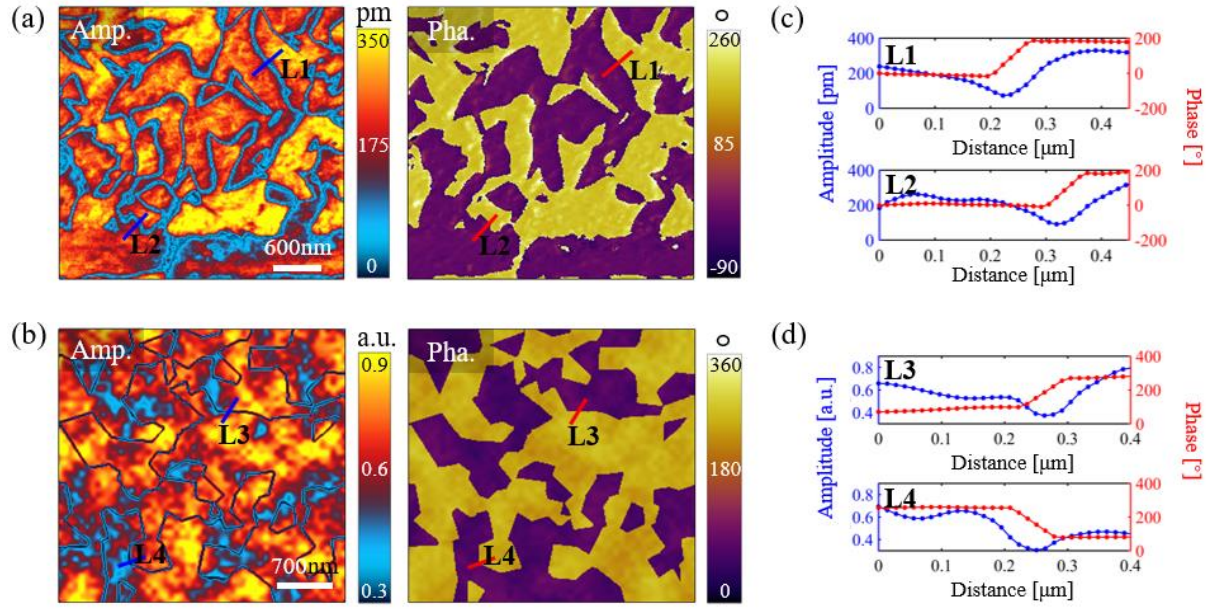 (a)
Amp.
L1
L2
600nm
pm
350
175
0
Pha.
L1
L2
o
260
85
-90
(c)
L1
400
200
0
Amplitude [pm]
200
0
-200
Phase [°]
0 0.1 0.2 0.3 0.4
Distance [μm]
L2
400
200
0
200
0
-200
0 0.1 0.2 0.3 0.4
Distance [μm]
(b)
Amp.
L3
L4
700nm
a.u.
0.9
0.6
0.3
Pha.
L3
L4
o
360
180
0
(d)
L3
0.8
0.6
0.4
Amplitude [a.u.]
400
200
0
Phase [°]
0 0.1 0.2 0.3 0.4
Distance [μm]
L4
0.8
0.6
0.4
400
200
0
0 0.1 0.2 0.3 0.4
Distance [μm]